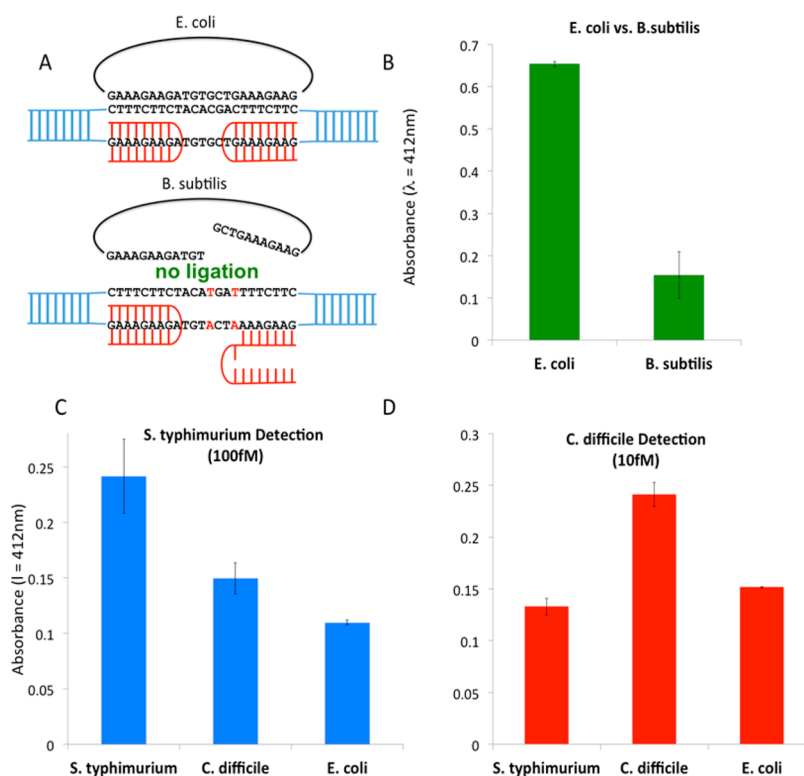 E. coli
A
GAAAGAAGATGTGCTGAAAGAAG
CTTTCTTCTACACGACTTTCTTC
GAAAGAAGATGTGCTGAAAGAAG
B. subtilis
GCTGAAAGAAG
GAAAGAAGATGT
no ligation
CTTTCTTCTACATGATTTTCTTC
GAAAGAAGATGTACTAAAAGAAG
B
E. coli vs. B.subtilis
Absorbance (λ = 412nm)
0.7
0.6
0.5
0.4
0.3
0.2
0.1
0
E. coli B. subtilis
C
S. typhimurium Detection
(100fM)
Absorbance (l = 412nm)
0.25
0.2
0.15
0.1
0.05
0
S. typhimurium C. difficile E. coli
D
C. difficile Detection
(10fM)
0.3
0.25
0.2
0.15
0.1
0.05
0
S. typhimurium C. difficile E. coli